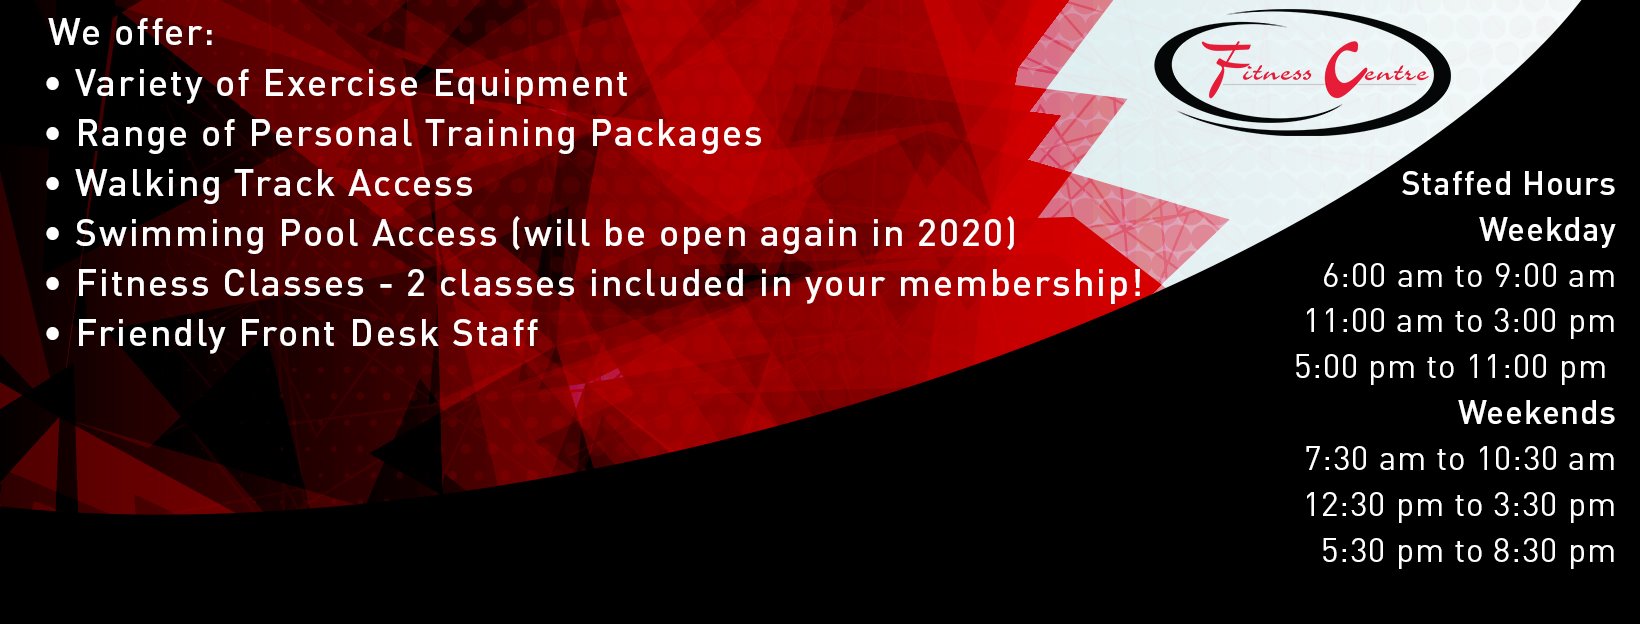 We offer:
• Variety of Exercise Equipment
• Range of Personal Training Packages
• Walking Track Access
• Swimming Pool Access (will be open again in 2020)
• Fitness Classes - 2 classes included in your membership!
• Friendly Front Desk Staff
Fitness Centre
Staffed Hours
Weekday
6:00 am to 9:00 am
11:00 am to 3:00 pm
5:00 pm to 11:00 pm
Weekends
7:30 am to 10:30 am
12:30 pm to 3:30 pm
5:30 pm to 8:30 pm